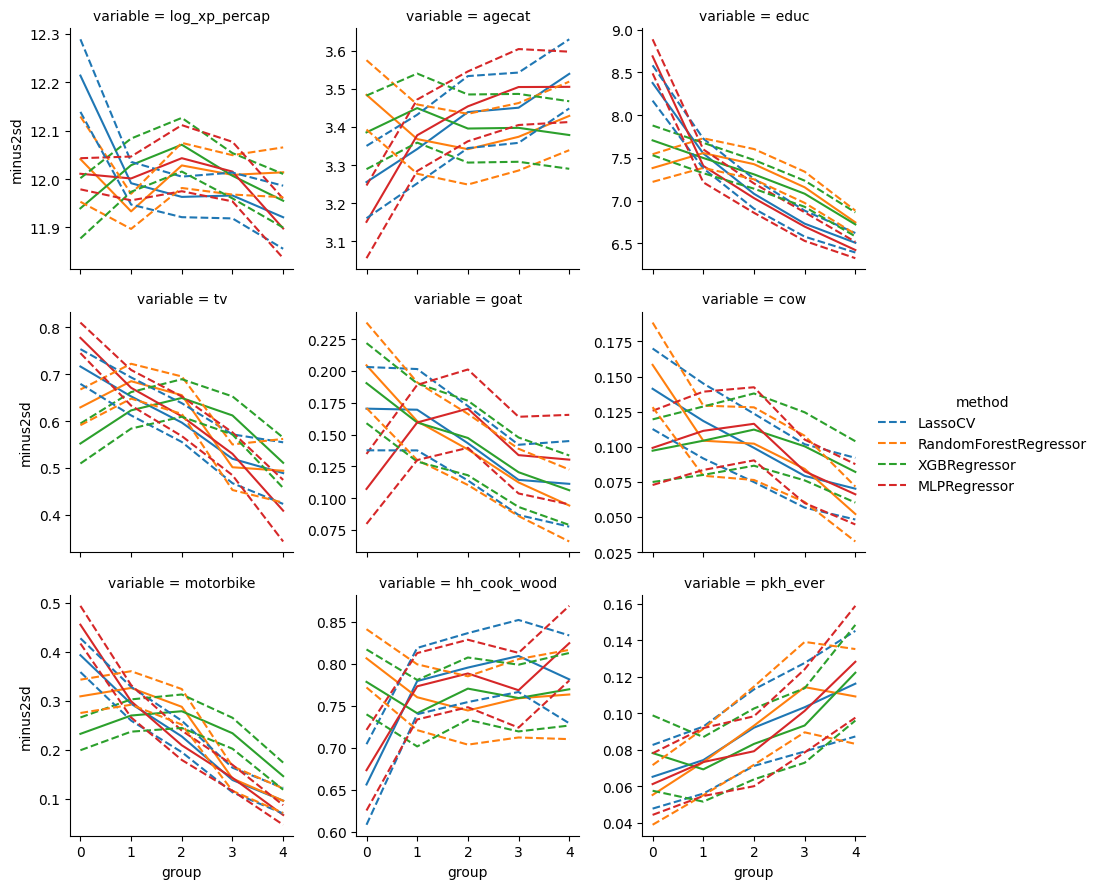 variable = log_xp_percap
variable = agecat
variable = educ
minus2sd
12.3
12.2
12.1
12.0
11.9
3.6
3.5
3.4
3.3
3.2
3.1
9.0
8.5
8.0
7.5
7.0
6.5
variable = tv
variable = goat
variable = cow
minus2sd
0.8
0.7
0.6
0.5
0.4
0.225
0.200
0.175
0.150
0.125
0.100
0.075
0.175
0.150
0.125
0.100
0.075
0.050
0.025
variable = motorbike
variable = hh_cook_wood
variable = pkh_ever
minus2sd
0.5
0.4
0.3
0.2
0.1
0.85
0.80
0.75
0.70
0.65
0.60
0.16
0.14
0.12
0.10
0.08
0.06
0.04
0 1 2 3 4
0 1 2 3 4
0 1 2 3 4
group
group
group
method
LassoCV
RandomForestRegressor
XGBRegressor
MLPRegressor